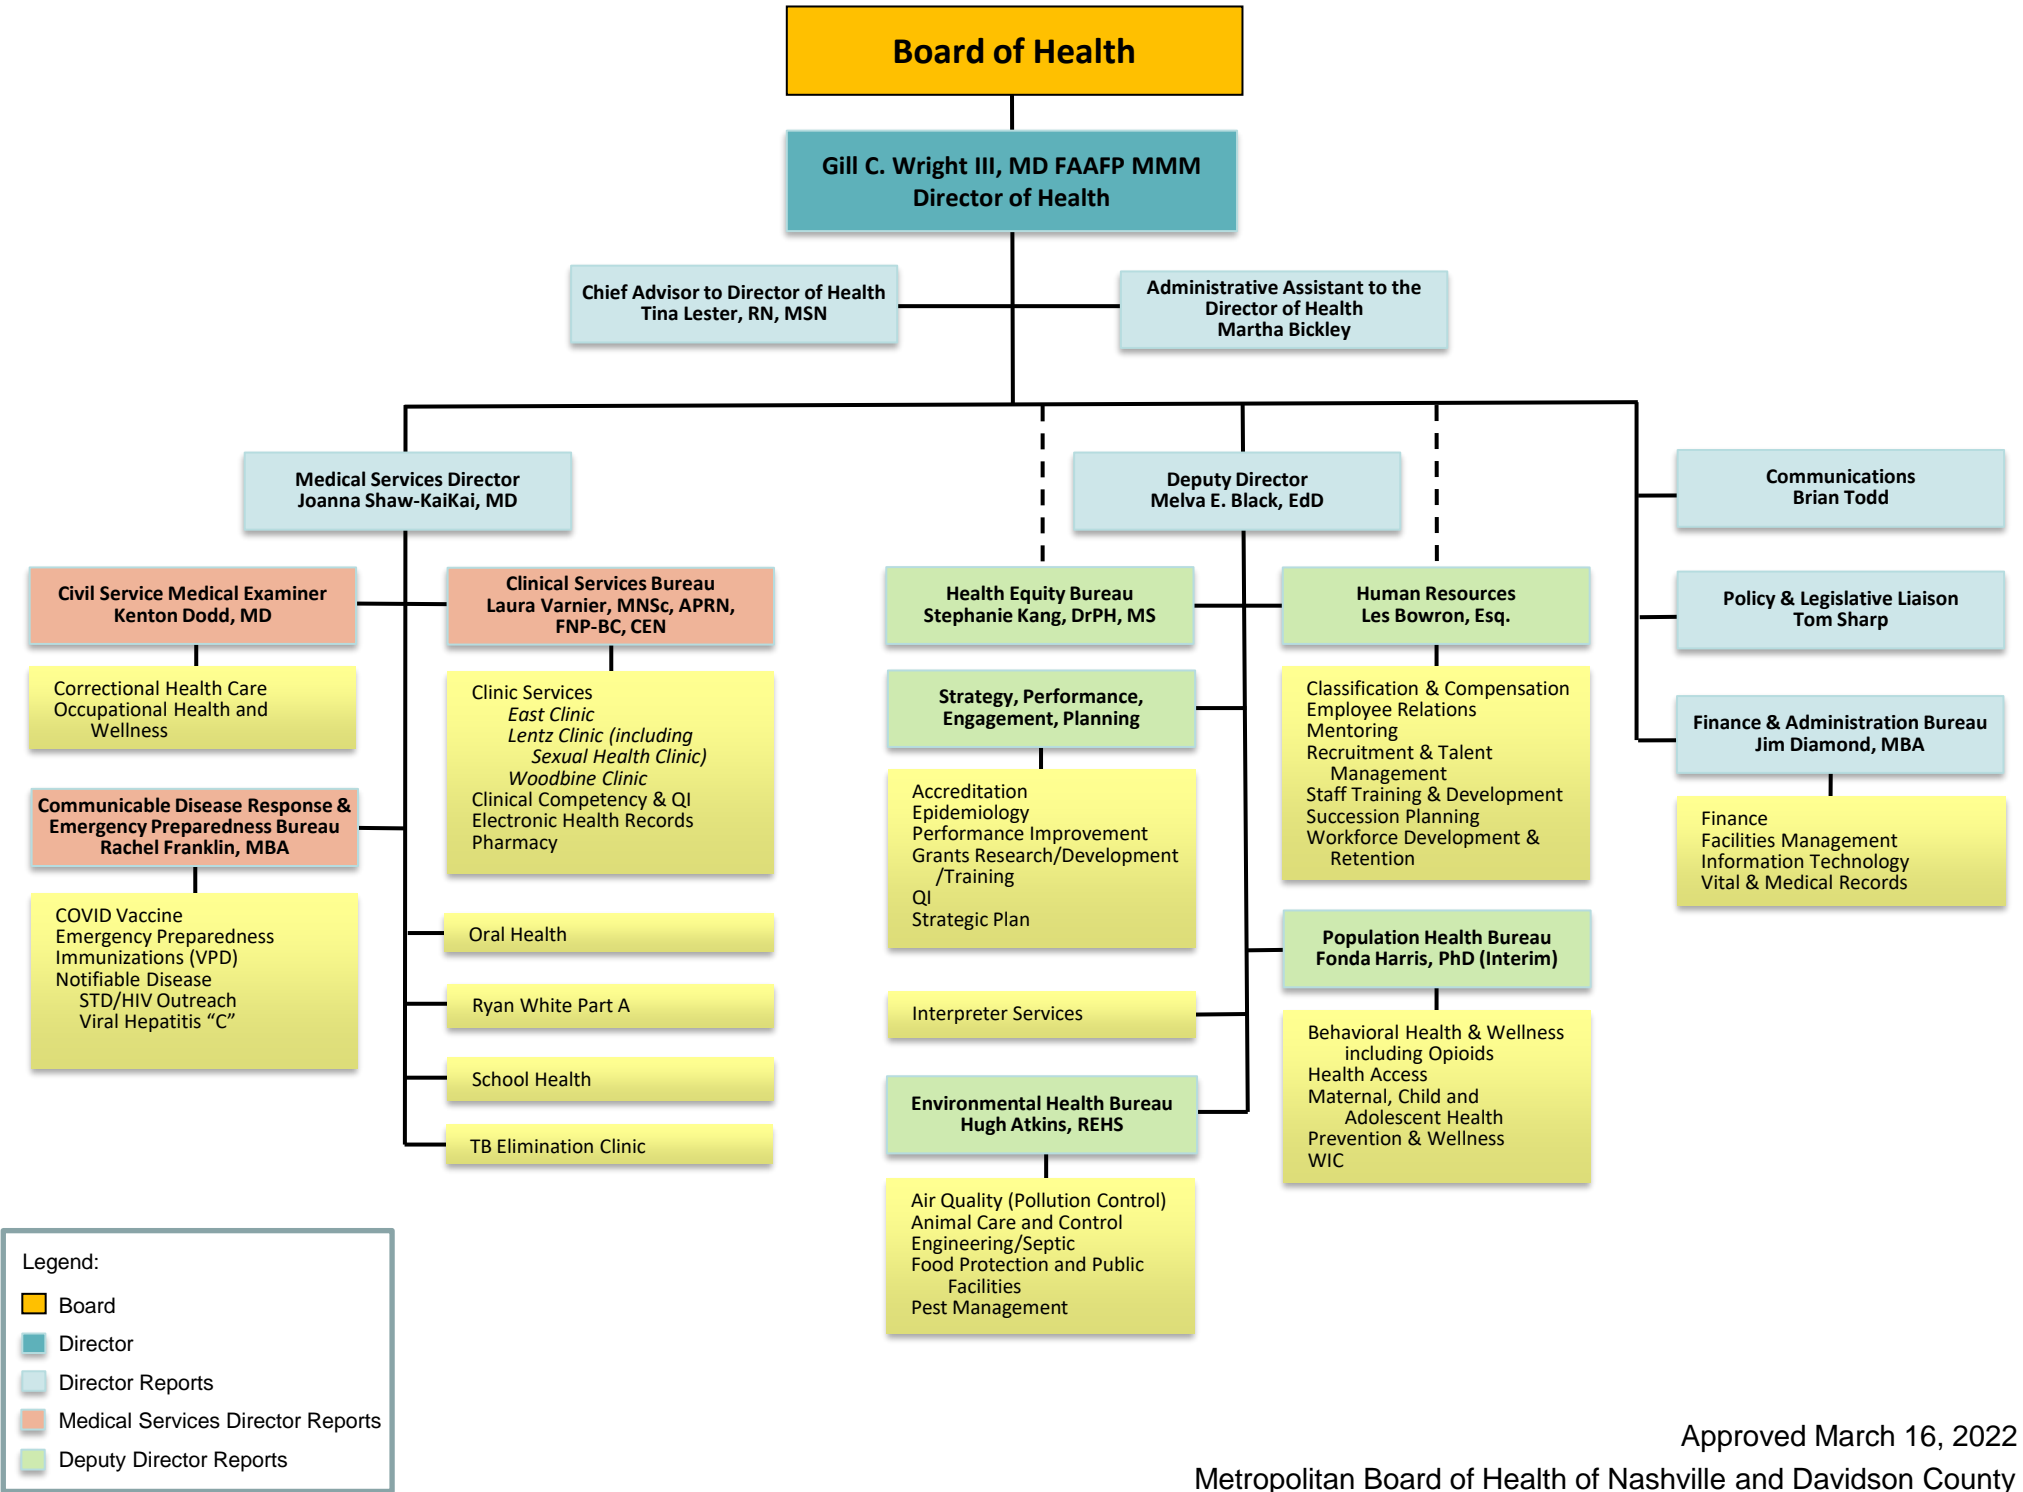 Board of Health
Gill C. Wright III, MD FAAFP MMM
Director of Health
Chief Advisor to Director of Health
Tina Lester, RN, MSN
Administrative Assistant to the
Director of Health
Martha Bickley
Medical Services Director
Joanna Shaw-KaiKai, MD
Deputy Director
Melva E. Black, EdD
Communications
Brian Todd
Civil Service Medical Examiner
Kenton Dodd, MD
Clinical Services Bureau
Laura Varnier, MNSc, APRN,
FNP-BC, CEN
Health Equity Bureau
Stephanie Kang, DrPH, MS
Human Resources
Les Bowron, Esq.
Policy & Legislative Liaison
Tom Sharp
Correctional Health Care
Occupational Health and
Wellness
Clinic Services
East Clinic
Lentz Clinic (including
Sexual Health Clinic)
Woodbine Clinic
Clinical Competency & QI
Electronic Health Records
Pharmacy
Strategy, Performance,
Engagement, Planning
Classification & Compensation
Employee Relations
Mentoring
Recruitment & Talent
Management
Staff Training & Development
Succession Planning
Workforce Development &
Retention
Finance & Administration Bureau
Jim Diamond, MBA
Communicable Disease Response &
Emergency Preparedness Bureau
Rachel Franklin, MBA
Accreditation
Epidemiology
Performance Improvement
Grants Research/Development
/Training
QI
Strategic Plan
Finance
Facilities Management
Information Technology
Vital & Medical Records
COVID Vaccine
Emergency Preparedness
Immunizations (VPD)
Notifiable Disease
STD/HIV Outreach
Viral Hepatitis “C”
Oral Health
Ryan White Part A
School Health
TB Elimination Clinic
Population Health Bureau
Fonda Harris, PhD (Interim)
Interpreter Services
Behavioral Health & Wellness
including Opioids
Health Access
Maternal, Child and
Adolescent Health
Prevention & Wellness
WIC
Environmental Health Bureau
Hugh Atkins, REHS
Air Quality (Pollution Control)
Animal Care and Control
Engineering/Septic
Food Protection and Public
Facilities
Pest Management
Legend:
Board
Director
Director Reports
Medical Services Director Reports
Deputy Director Reports
Approved March 16, 2022
Metropolitan Board of Health of Nashville and Davidson County